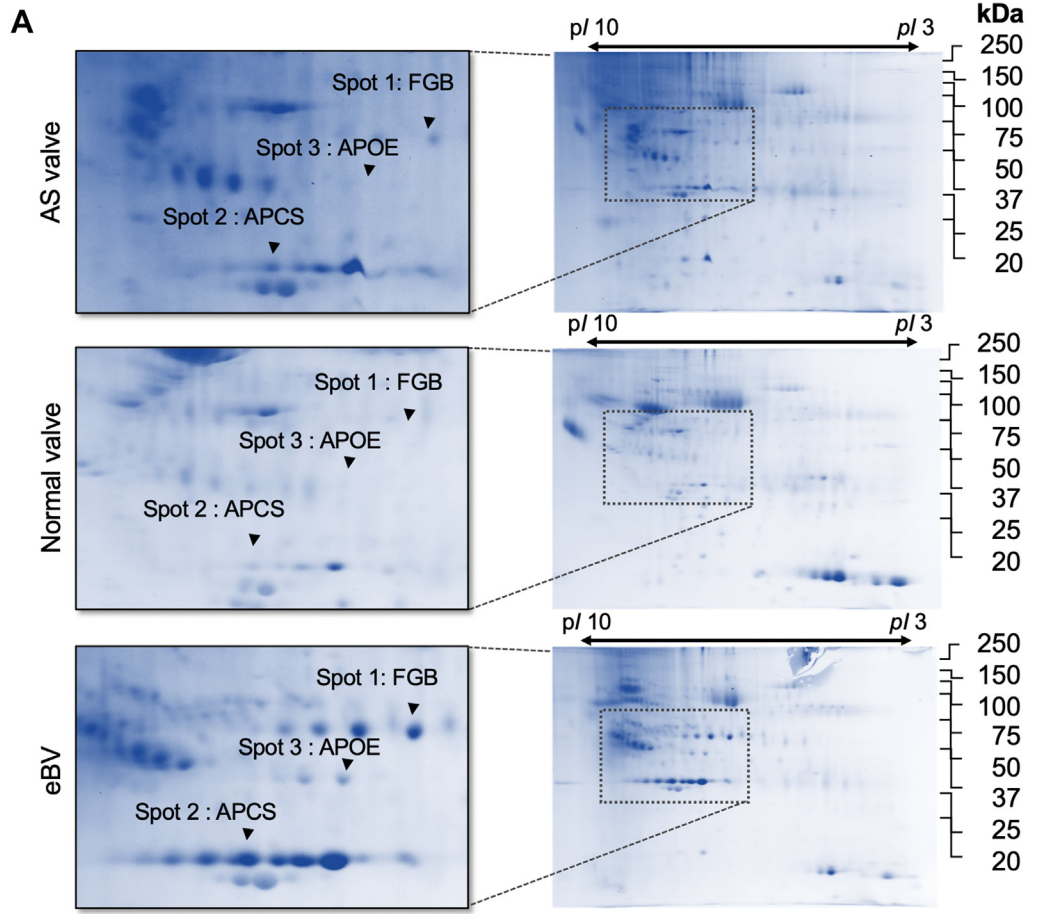 A
AS valve
Spot 1: FGB
Spot 3 : APOE
Spot 2 : APCS
pI 10
pI 3
kDa
250
150
100
75
50
37
25
20
Normal valve
Spot 1 : FGB
Spot 3 : APOE
Spot 2 : APCS
pI 10
pI 3
250
150
100
75
50
37
25
20
eBV
Spot 1: FGB
Spot 3 : APOE
Spot 2 : APCS
pI 10
pI 3
250
150
100
75
50
37
25
20